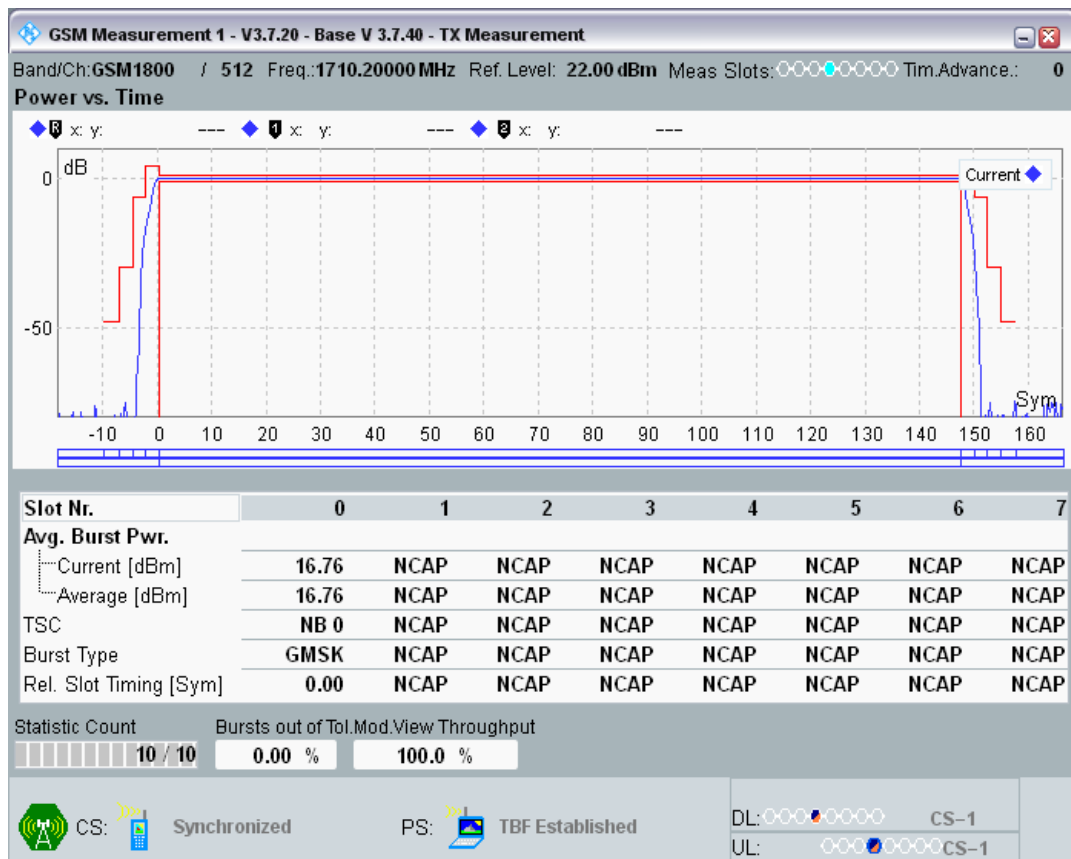 GSM Measurement 1 - V3.7.20 - Base V 3.7.40 - TX Measurement
Band/Ch:GSM1800 / 512 Freq.:1710.20000 MHz Ref. Level: 22.00 dBm Meas Slots: Tim.Advance.: 0
Power vs. Time
R x: y: --- 1 x: y: --- 2 x: y: ---
dB
0
Current
-50
Sym
-10 0 10 20 30 40 50 60 70 80 90 100 110 120 130 140 150 160
Slot Nr. 0 1 2 3 4 5 6 7
Avg. Burst Pwr.
Current [dBm] 16.76 NCAP NCAP NCAP NCAP NCAP NCAP NCAP
Average [dBm] 16.76 NCAP NCAP NCAP NCAP NCAP NCAP NCAP
TSC NB 0 NCAP NCAP NCAP NCAP NCAP NCAP NCAP
Burst Type GMSK NCAP NCAP NCAP NCAP NCAP NCAP NCAP
Rel. Slot Timing [Sym] 0.00 NCAP NCAP NCAP NCAP NCAP NCAP NCAP
Statistic Count Bursts out of Tol.Mod.View Throughput
10 / 10 0.00 % 100.0 %
CS: Synchronized PS: TBF Established
DL: CS-1
UL: CS-1